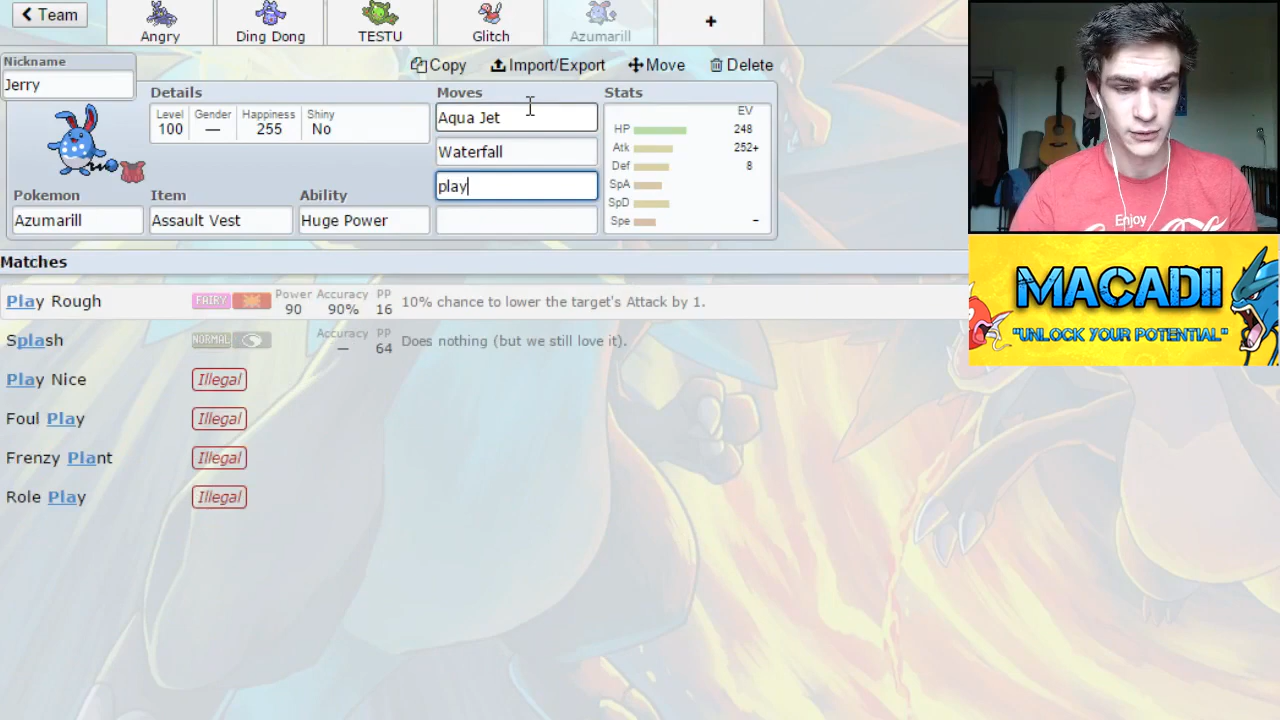 Team
Angry
Ding Dong
TESTU
Glitch
Azumarill
+
Nickname
Jerry
Copy
Import/Export
Move
Delete
Details
Level
100
Gender
—
Happiness
255
Shiny
No
Pokemon
Azumarill
Item
Assault Vest
Ability
Huge Power
Moves
Aqua Jet
Waterfall
play
Stats
EV
HP 248
Atk 252+
Def 8
SpA
SpD
Spe −
Matches
Play Rough FAIRY Power 90 Accuracy 90% PP 16 10% chance to lower the target's Attack by 1.
Splash NORMAL Accuracy — PP 64 Does nothing (but we still love it).
Play Nice Illegal
Foul Play Illegal
Frenzy Plant Illegal
Role Play Illegal
Enjoy
MACADII
"UNLOCK YOUR POTENTIAL"